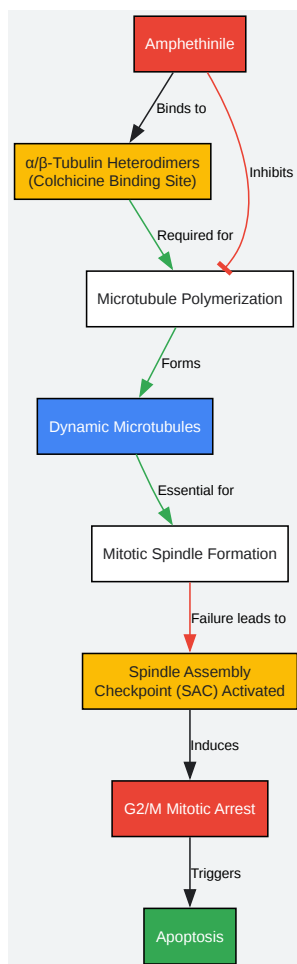 Amphethinile
Binds to
α/β-Tubulin Heterodimers
(Colchicine Binding Site)
Inhibits
Required for
Microtubule Polymerization
Forms
Dynamic Microtubules
Essential for
Mitotic Spindle Formation
Failure leads to
Spindle Assembly
Checkpoint (SAC) Activated
Induces
G2/M Mitotic Arrest
Triggers
Apoptosis